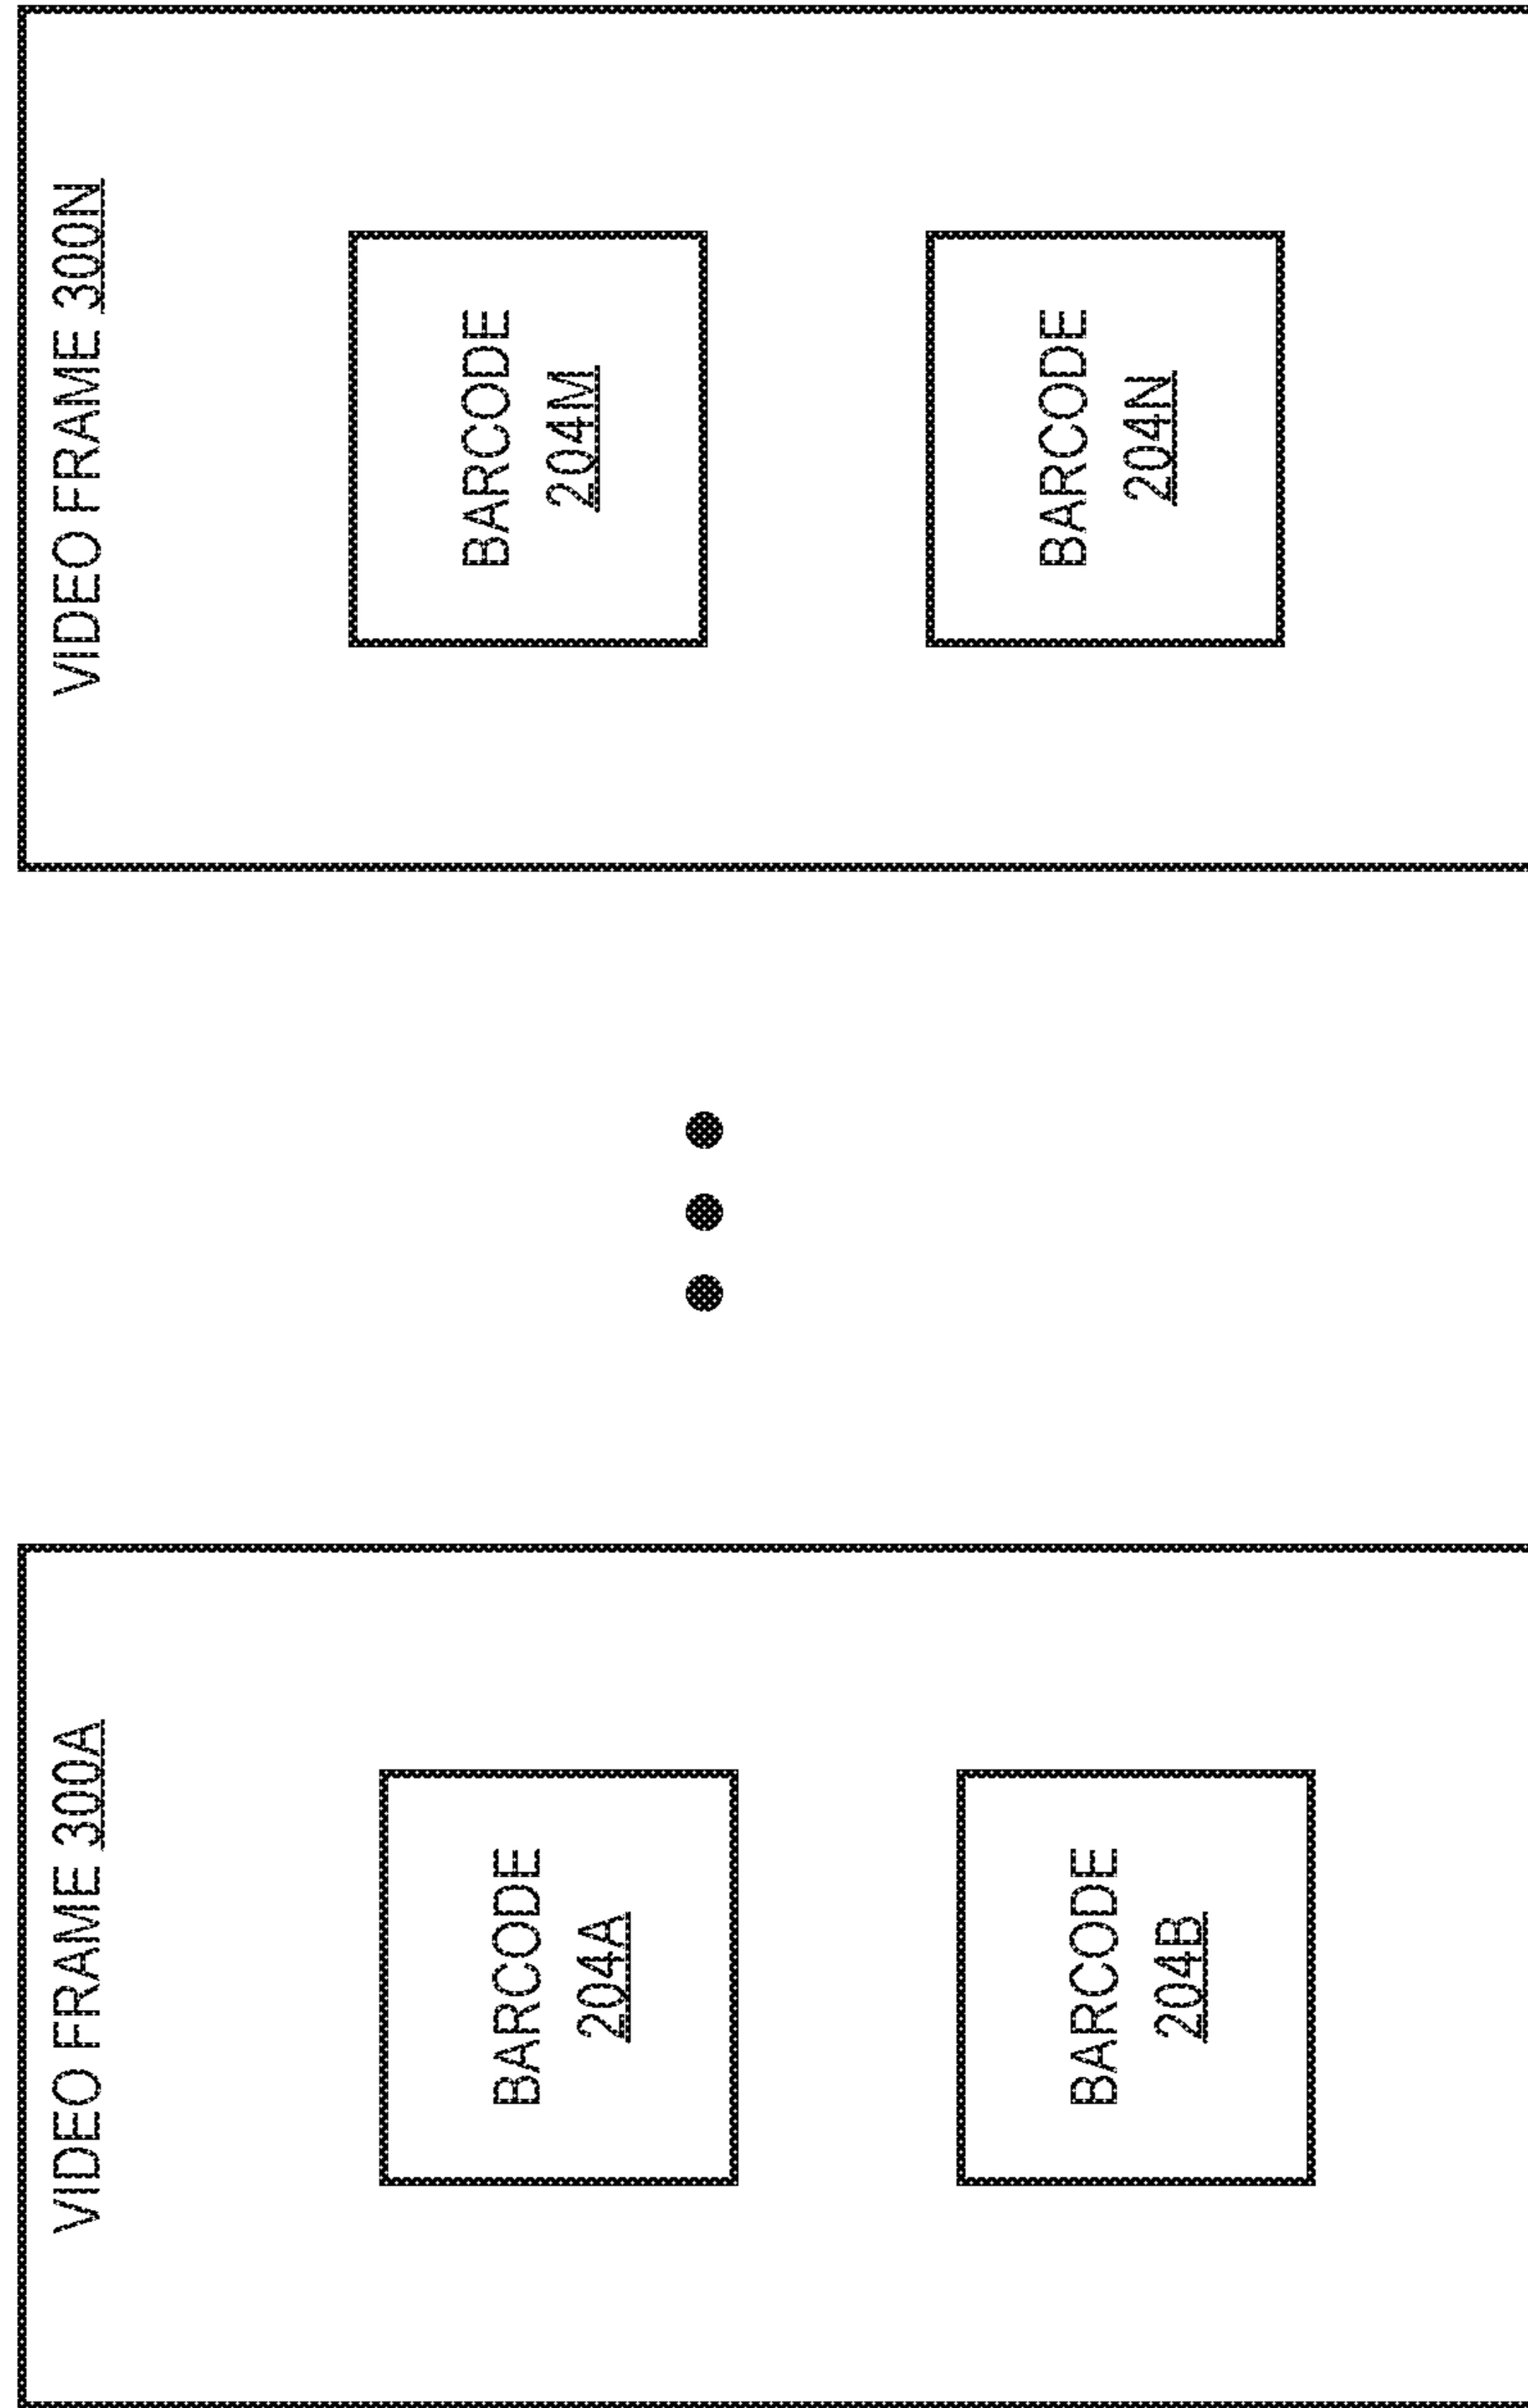 VIDEO FRAME 300A
BARCODE
204A
BARCODE
204B
VIDEO FRAME 300N
BARCODE
204M
BARCODE
204N